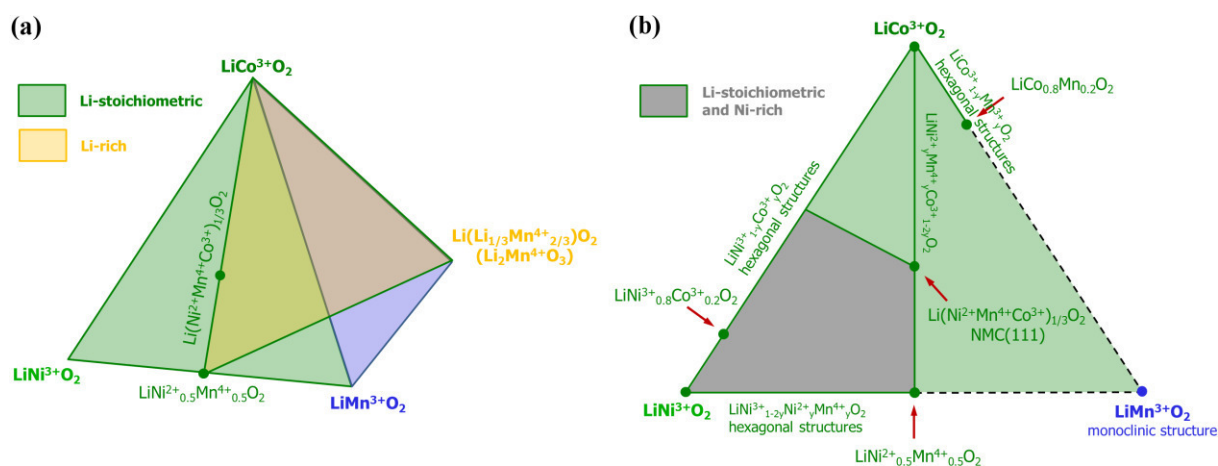 (a)
LiCo³⁺O₂
Li-stoichiometric
Li-rich
Li(Ni²⁺Mn⁴⁺Co³⁺)₁/₃O₂
Li(Li₁/₃Mn⁴⁺₂/₃)O₂
(Li₂Mn⁴⁺O₃)
LiNi³⁺O₂
LiNi²⁺₀.₅Mn⁴⁺₀.₅O₂
LiMn³⁺O₂
(b)
LiCo³⁺O₂
Li-stoichiometric
and Ni-rich
LiCo³⁺₁₋yMn³⁺yO₂
hexagonal structures
LiCo₀.₈Mn₀.₂O₂
LiNi²⁺yMn⁴⁺yCo³⁺₁₋₂yO₂
LiNi³⁺₁₋yCo³⁺yO₂
hexagonal structures
LiNi³⁺₀.₈Co³⁺₀.₂O₂
Li(Ni²⁺Mn⁴⁺Co³⁺)₁/₃O₂
NMC(111)
LiNi³⁺O₂
LiNi³⁺₁₋₂yNi²⁺yMn⁴⁺yO₂
hexagonal structures
LiMn³⁺O₂
monoclinic structure
LiNi²⁺₀.₅Mn⁴⁺₀.₅O₂